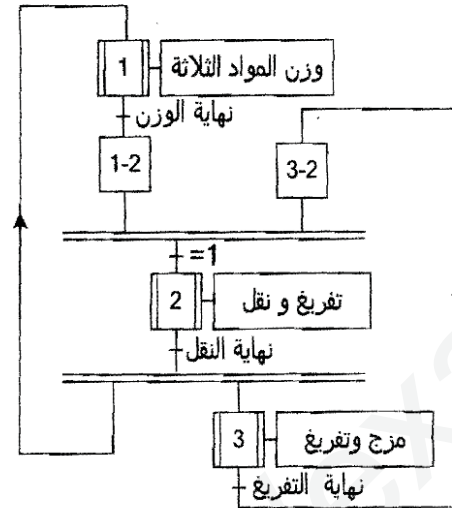 1 وزن المواد الثلاثة
نهاية الوزن
1-2
3-2
=1
2 تفريغ و نقل
نهاية النقل
3 مزج وتفريغ
نهاية التفريغ